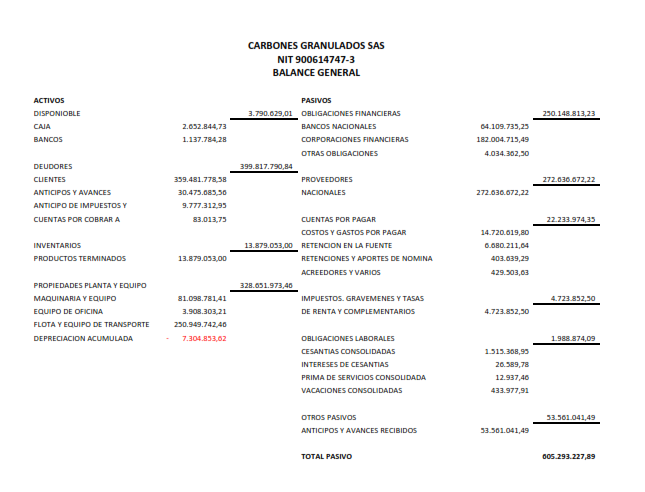 CARBONES GRANULADOS SAS
NIT 900614747-3
BALANCE GENERAL
ACTIVOS PASIVOS
DISPONIOBLE 3.790.629,01 OBLIGACIONES FINANCIERAS 250.148.813,23
CAJA 2.652.844,73 BANCOS NACIONALES 64.109.735,25
BANCOS 1.137.784,28 CORPORACIONES FINANCIERAS 182.004.715,49
OTRAS OBLIGACIONES 4.034.362,50
DEUDORES 399.817.790,84
CLIENTES 359.481.778,58 PROVEEDORES 272.636.672,22
ANTICIPOS Y AVANCES 30.475.685,56 NACIONALES 272.636.672,22
ANTICIPO DE IMPUESTOS Y 9.777.312,95
CUENTAS POR COBRAR A 83.013,75 CUENTAS POR PAGAR 22.233.974,35
COSTOS Y GASTOS POR PAGAR 14.720.619,80
INVENTARIOS 13.879.053,00 RETENCION EN LA FUENTE 6.680.211,64
PRODUCTOS TERMINADOS 13.879.053,00 RETENCIONES Y APORTES DE NOMINA 403.639,29
ACREEDORES Y VARIOS 429.503,63
PROPIEDADES PLANTA Y EQUIPO 328.651.973,46
MAQUINARIA Y EQUIPO 81.098.781,41 IMPUESTOS. GRAVEMENES Y TASAS 4.723.852,50
EQUIPO DE OFICINA 3.908.303,21 DE RENTA Y COMPLEMENTARIOS 4.723.852,50
FLOTA Y EQUIPO DE TRANSPORTE 250.949.742,46
DEPRECIACION ACUMULADA - 7.304.853,62 OBLIGACIONES LABORALES 1.988.874,09
CESANTIAS CONSOLIDADAS 1.515.368,95
INTERESES DE CESANTIAS 26.589,78
PRIMA DE SERVICIOS CONSOLIDADA 12.937,46
VACACIONES CONSOLIDADAS 433.977,91
OTROS PASIVOS 53.561.041,49
ANTICIPOS Y AVANCES RECIBIDOS 53.561.041,49
TOTAL PASIVO 605.293.227,89